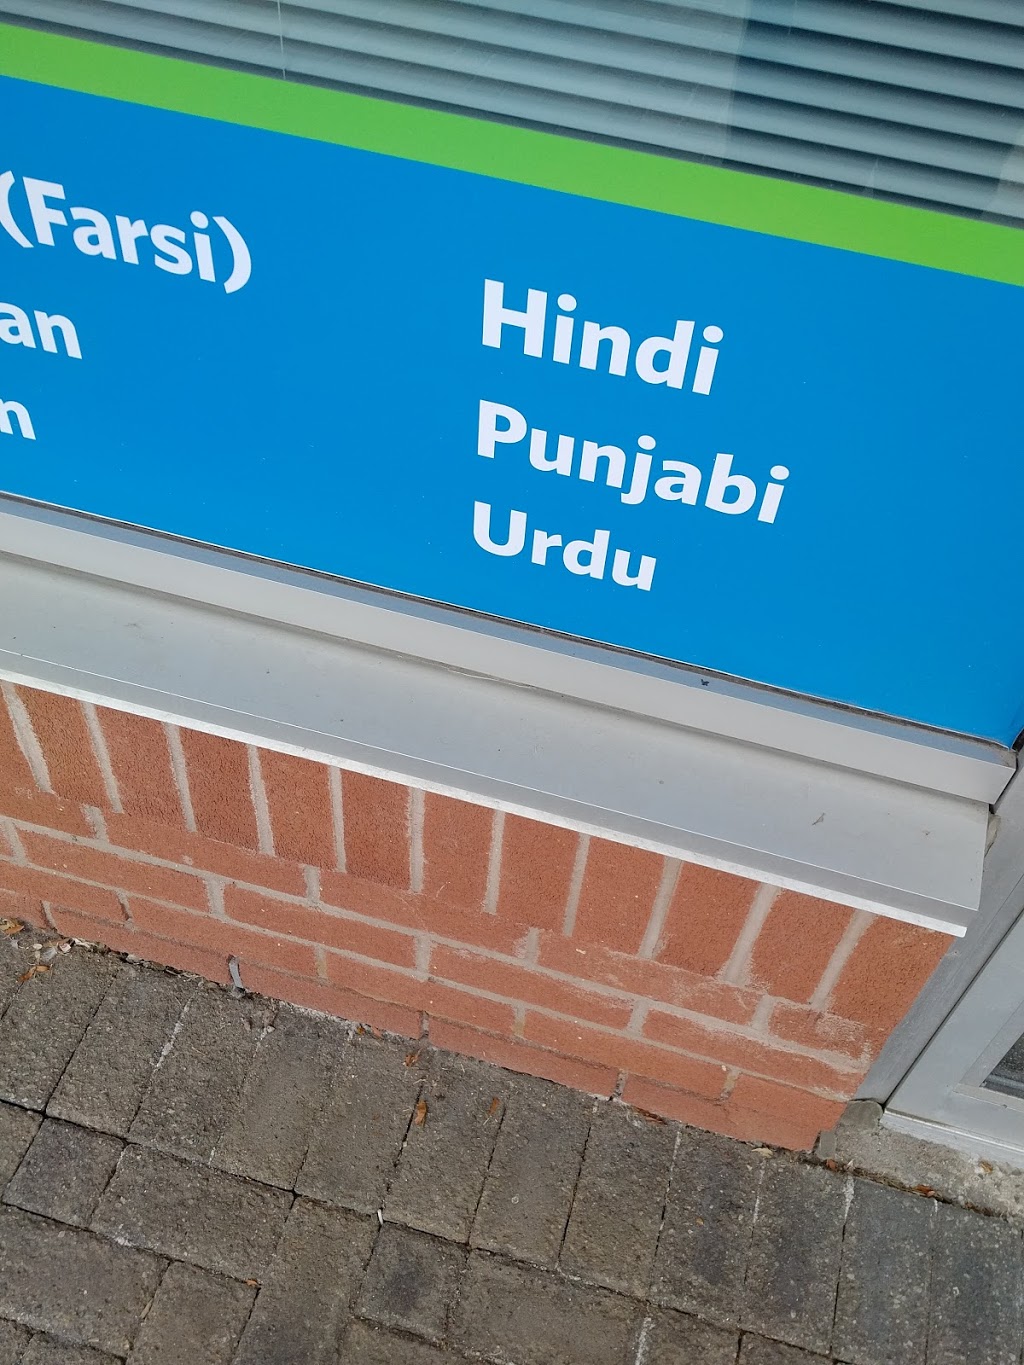 (Farsi)
Hindi
Punjabi
Urdu